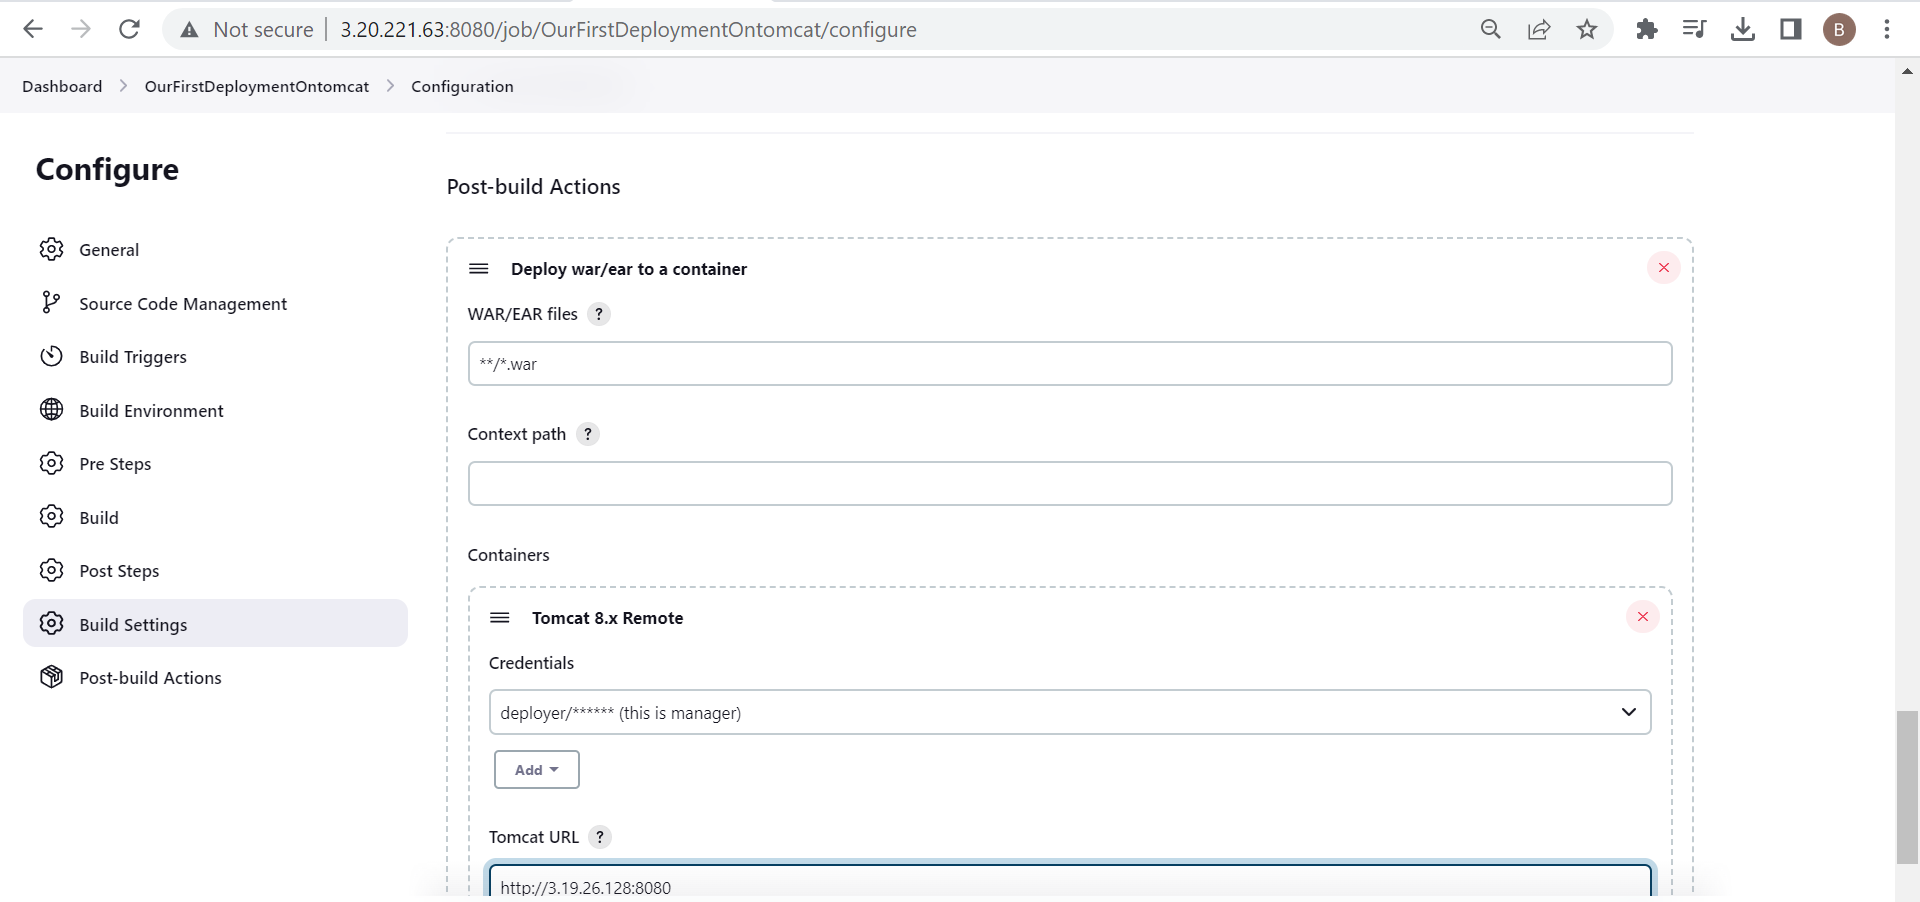 Not secure 3.20.221.63:8080/job/OurFirstDeploymentOntomcat/configure B
Dashboard OurFirstDeploymentOntomcat Configuration
Configure
General
Source Code Management
Build Triggers
Build Environment
Pre Steps
Build
Post Steps
Build Settings
Post-build Actions
Post-build Actions
Deploy war/ear to a container
WAR/EAR files ?
**/*.war
Context path ?
Containers
Tomcat 8.x Remote
Credentials
deployer/****** (this is manager)
Add
Tomcat URL ?
http://3.19.26.128:8080